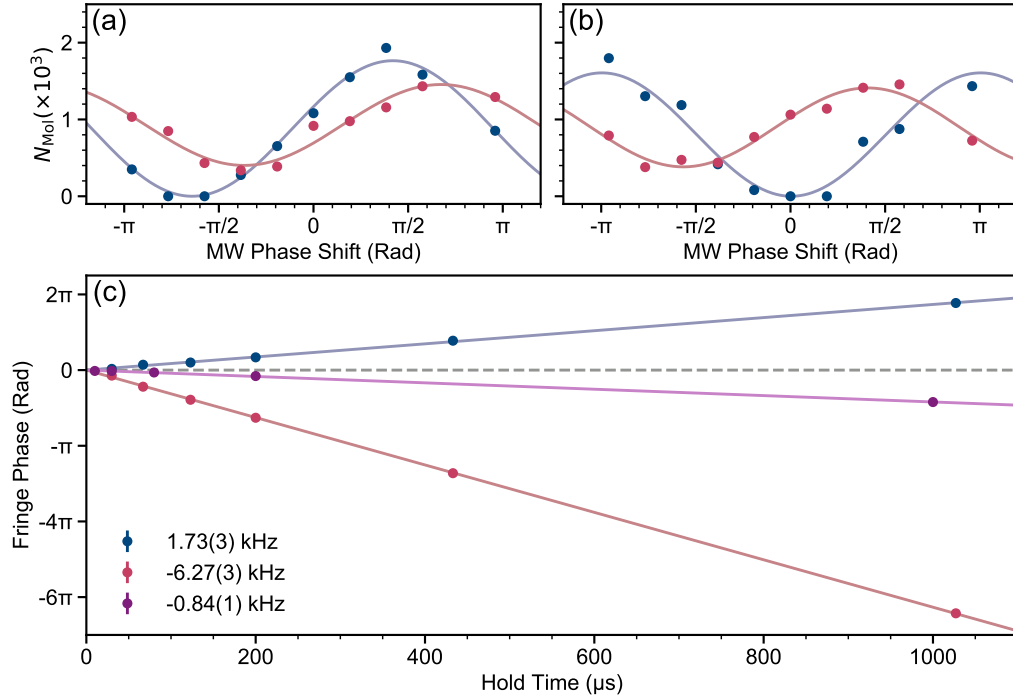 (a)
(b)
N_Mol(×10³)
2
1
0
-π
-π/2
0
π/2
π
-π
-π/2
0
π/2
π
MW Phase Shift (Rad)
MW Phase Shift (Rad)
(c)
Fringe Phase (Rad)
2π
0
-π
-4π
-6π
1.73(3) kHz
-6.27(3) kHz
-0.84(1) kHz
0
200
400
600
800
1000
Hold Time (μs)